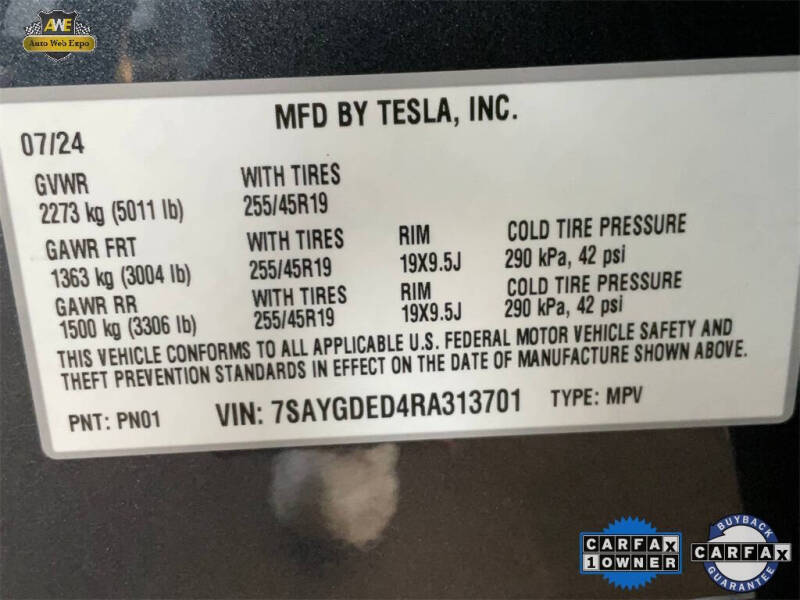 AWE
Auto Web Expo
MFD BY TESLA, INC.
07/24
GVWR WITH TIRES
2273 kg (5011 lb) 255/45R19
GAWR FRT WITH TIRES RIM COLD TIRE PRESSURE
1363 kg (3004 lb) 255/45R19 19X9.5J 290 kPa, 42 psi
GAWR RR WITH TIRES RIM COLD TIRE PRESSURE
1500 kg (3306 lb) 255/45R19 19X9.5J 290 kPa, 42 psi
THIS VEHICLE CONFORMS TO ALL APPLICABLE U.S. FEDERAL MOTOR VEHICLE SAFETY AND
THEFT PREVENTION STANDARDS IN EFFECT ON THE DATE OF MANUFACTURE SHOWN ABOVE.
PNT: PN01 VIN: 7SAYGDED4RA313701 TYPE: MPV
CARFAX
1 OWNER
BUYBACK
CARFAX
GUARANTEE